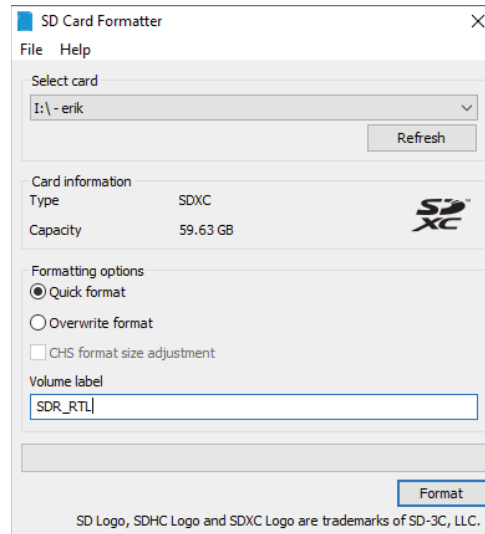 SD Card Formatter
File Help
Select card
I:\ - erik
Refresh
Card information
Type SDXC
Capacity 59.63 GB
SD XC
Formatting options
Quick format
Overwrite format
CHS format size adjustment
Volume label
SDR_RTL
Format
SD Logo, SDHC Logo and SDXC Logo are trademarks of SD-3C, LLC.